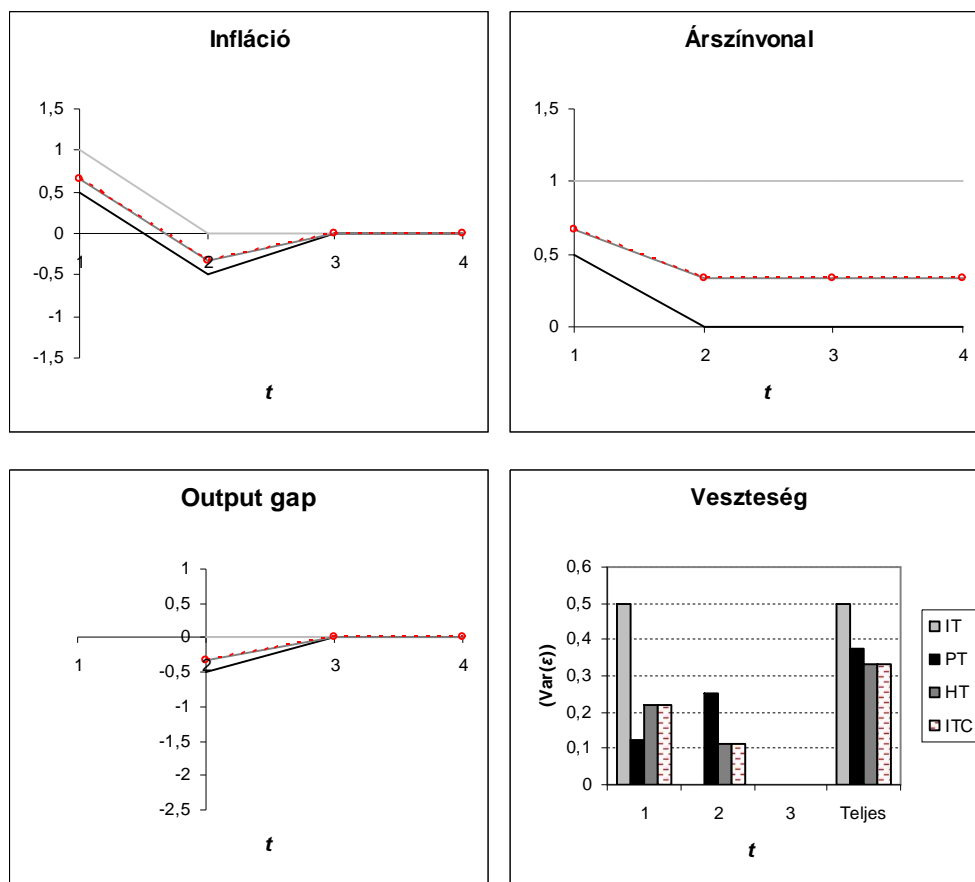 Infláció
1,5
1
0,5
0
-0,5
-1
-1,5
1
2
3
4
t
Árszínvonal
1,5
1
0,5
0
1
2
3
4
t
Output gap
1
0,5
0
-0,5
-1
-1,5
-2
-2,5
1
2
3
4
t
Veszteség
(Var(ε))
0,6
0,5
0,4
0,3
0,2
0,1
0
1
2
3
Teljes
t
IT
PT
HT
ITC